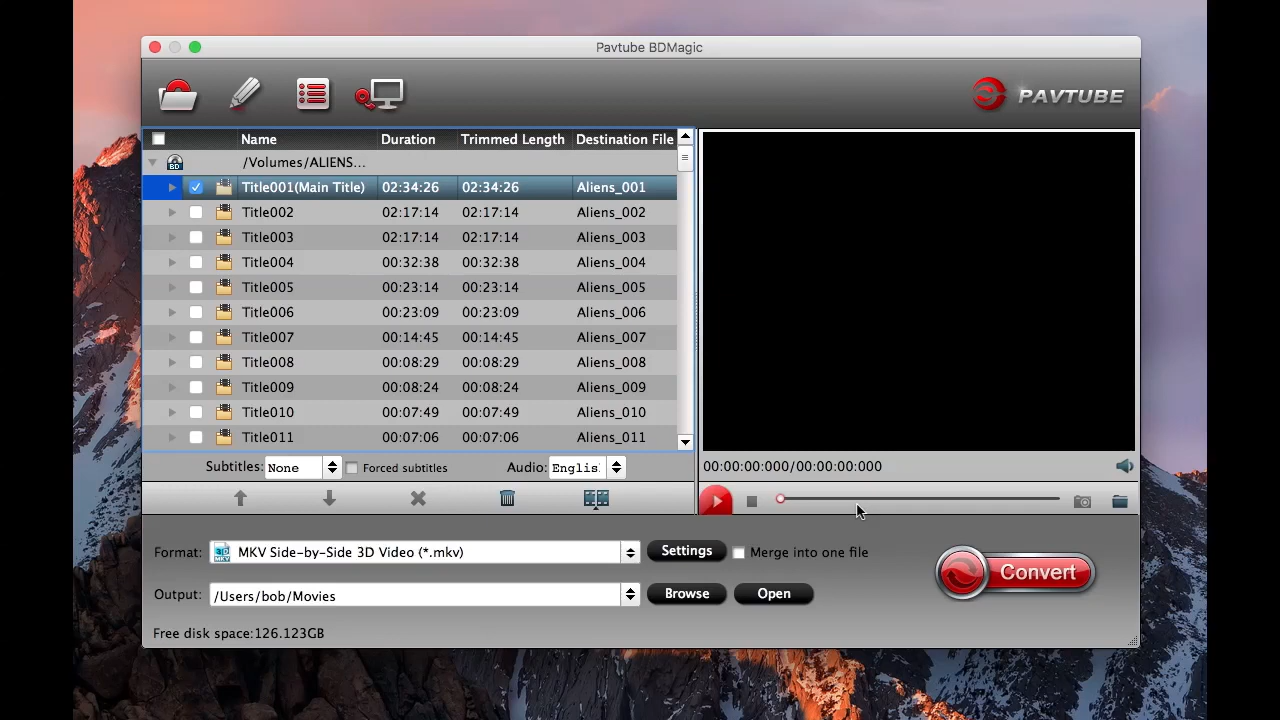 Pavtube BDMagic
PAVTUBE
Name Duration Trimmed Length Destination File
BD /Volumes/ALIENS...
Title001(Main Title) 02:34:26 02:34:26 Aliens_001
Title002 02:17:14 02:17:14 Aliens_002
Title003 02:17:14 02:17:14 Aliens_003
Title004 00:32:38 00:32:38 Aliens_004
Title005 00:23:14 00:23:14 Aliens_005
Title006 00:23:09 00:23:09 Aliens_006
Title007 00:14:45 00:14:45 Aliens_007
Title008 00:08:29 00:08:29 Aliens_008
Title009 00:08:24 00:08:24 Aliens_009
Title010 00:07:49 00:07:49 Aliens_010
Title011 00:07:06 00:07:06 Aliens_011
Subtitles: None Forced subtitles Audio: Englis
00:00:00:000/00:00:00:000
Format: MKV Side-by-Side 3D Video (*.mkv) Settings Merge into one file
Convert
Output: /Users/bob/Movies Browse Open
Free disk space:126.123GB